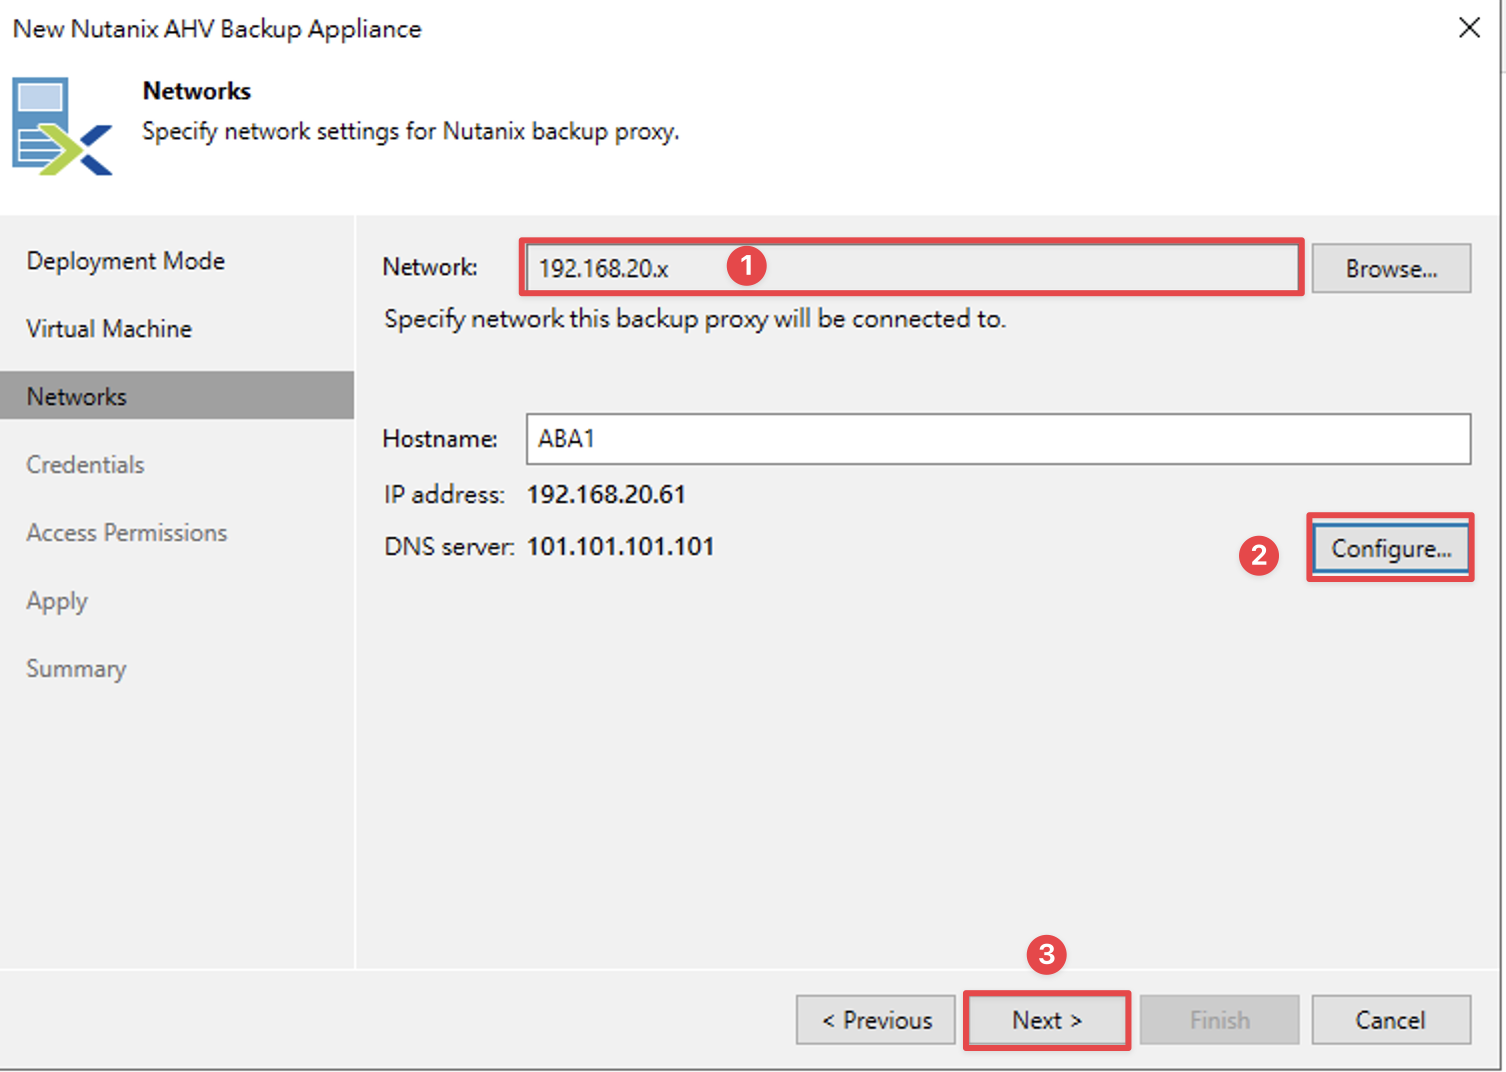 New Nutanix AHV Backup Appliance
Networks
Specify network settings for Nutanix backup proxy.
Deployment Mode
Virtual Machine
Networks
Credentials
Access Permissions
Apply
Summary
Network: 192.168.20.x 1 Browse...
Specify network this backup proxy will be connected to.
Hostname: ABA1
IP address: 192.168.20.61
DNS server: 101.101.101.101
2 Configure...
3
< Previous Next > Finish Cancel